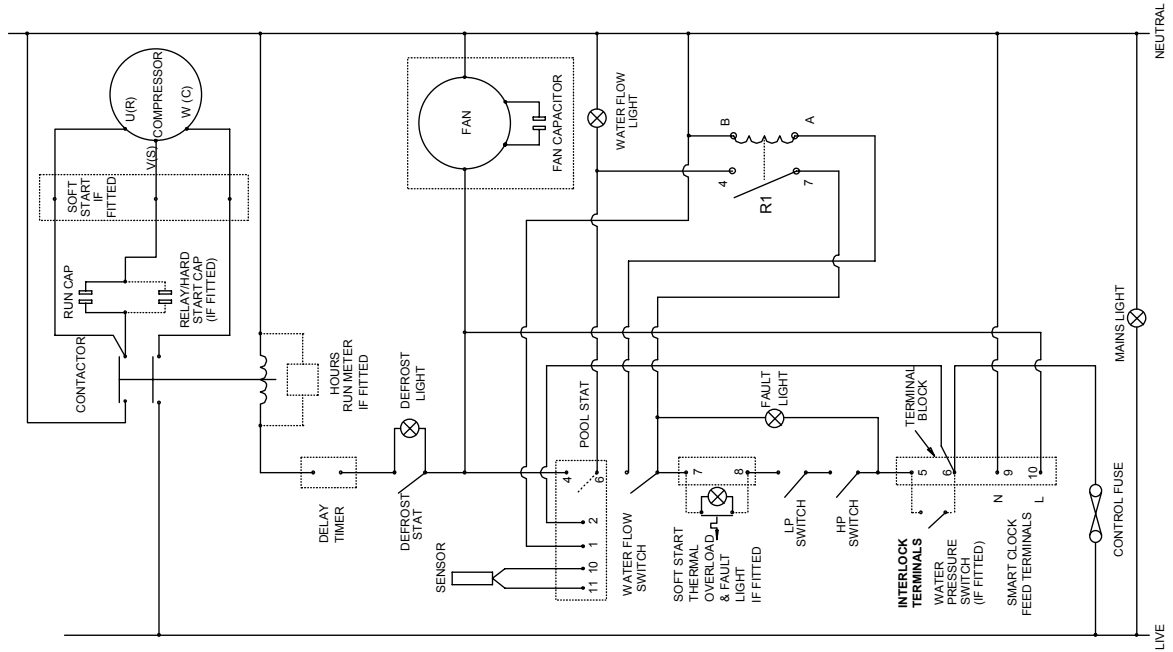 NEUTRAL
LIVE
U(R)
COMPRESSOR
V(S)
W (C)
SOFT
START
IF
FITTED
RUN CAP
RELAY/HARD
START CAP
(IF FITTED)
CONTACTOR
HOURS
RUN METER
IF FITTED
DELAY
TIMER
DEFROST
LIGHT
DEFROST
STAT
FAN
FAN CAPACITOR
SENSOR
POOL STAT
4
6
2
1
10
11
WATER FLOW
LIGHT
WATER FLOW
SWITCH
B
A
4
7
R1
7
8
SOFT START
THERMAL
OVERLOAD
& FAULT
LIGHT
IF FITTED
FAULT
LIGHT
LP
SWITCH
HP
SWITCH
TERMINAL
BLOCK
5
6
9
10
N
L
INTERLOCK
TERMINALS
WATER
PRESSURE
SWITCH
(IF FITTED)
SMART CLOCK
FEED TERMINALS
CONTROL FUSE
MAINS LIGHT